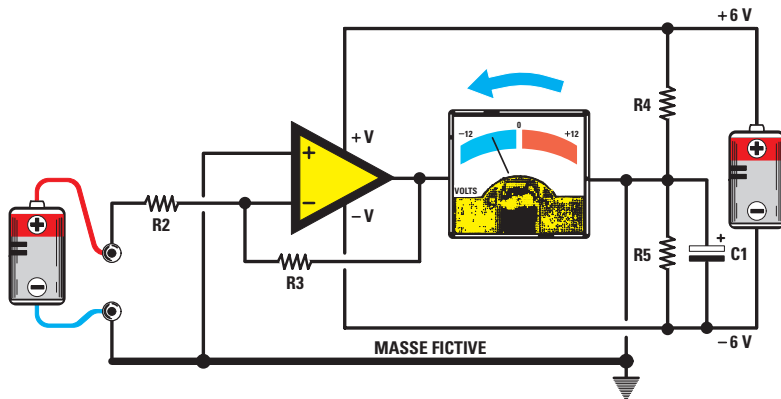 +6 V
R4
–12
0
+12
VOLTS
+V
+
–
–V
R2
R3
+
–
+
–
R5
+
C1
MASSE FICTIVE
–6 V